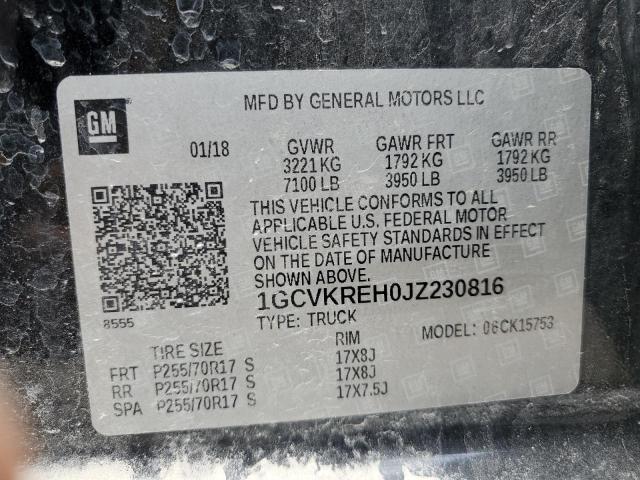 GM
MFD BY GENERAL MOTORS LLC
01/18 GVWR GAWR FRT GAWR RR
3221 KG 1792 KG 1792 KG
7100 LB 3950 LB 3950 LB
THIS VEHICLE CONFORMS TO ALL
APPLICABLE U.S. FEDERAL MOTOR
VEHICLE SAFETY STANDARDS IN EFFECT
ON THE DATE OF MANUFACTURE
SHOWN ABOVE.
1GCVKREH0JZ230816
8555
TYPE: TRUCK MODEL: 06CK15753
TIRE SIZE RIM
FRT P255/70R17 S 17X8J
RR P255/70R17 S 17X8J
SPA P255/70R17 S 17X7.5J